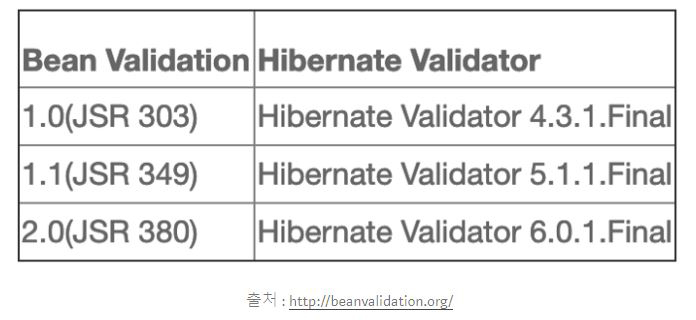 Bean Validation Hibernate Validator
1.0(JSR 303) Hibernate Validator 4.3.1.Final
1.1(JSR 349) Hibernate Validator 5.1.1.Final
2.0(JSR 380) Hibernate Validator 6.0.1.Final
출처 : http://beanvalidation.org/